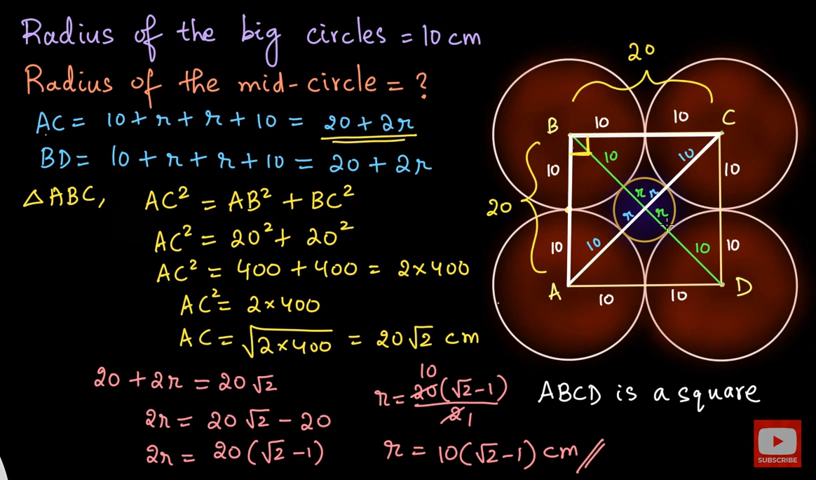 Radius of the big circles = 10 cm
Radius of the mid-circle = ?
AC = 10 + r + r + 10 = 20 + 2r
BD = 10 + r + r + 10 = 20 + 2r
△ABC, AC² = AB² + BC²
AC² = 20² + 20²
AC² = 400 + 400 = 2×400
AC² = 2×400
AC = √(2×400) = 20√2 cm
20 + 2r = 20√2
2r = 20√2 - 20
2r = 20(√2 - 1)
10
r = 20(√2-1)
2 1
r = 10(√2-1) cm //
20
B 10 10 C
10 10 10 10
20
r r
r r
10 10 10 10
A 10 10 D
ABCD is a square
SUBSCRIBE